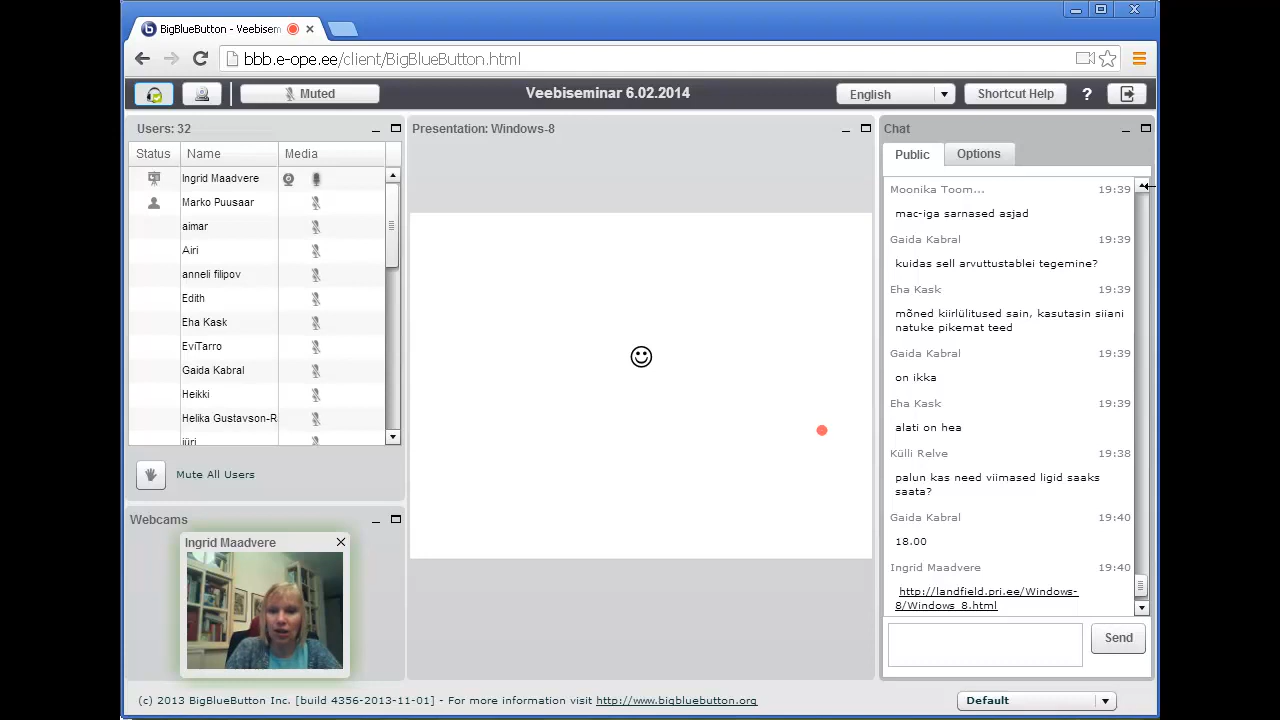 BigBlueButton - Veebisem
bbb.e-ope.ee/client/BigBlueButton.html
Muted
Veebiseminar 6.02.2014
English
Shortcut Help
?
Users: 32
Status Name Media
Ingrid Maadvere
Marko Puusaar
aimar
Airi
anneli filipov
Edith
Eha Kask
EviTarro
Gaida Kabral
Heikki
Helika Gustavson-R
jüri
Mute All Users
Webcams
Ingrid Maadvere
Presentation: Windows-8
Chat
Public Options
Moonika Toom... 19:39
mac-iga sarnased asjad
Gaida Kabral 19:39
kuidas sell arvuttustablei tegemine?
Eha Kask 19:39
mõned kiirlülitused sain, kasutasin siiani
natuke pikemat teed
Gaida Kabral 19:39
on ikka
Eha Kask 19:39
alati on hea
Külli Relve 19:38
palun kas need viimased ligid saaks
saata?
Gaida Kabral 19:40
18.00
Ingrid Maadvere 19:40
http://landfield.pri.ee/Windows-
8/Windows_8.html
Send
(c) 2013 BigBlueButton Inc. [build 4356-2013-11-01] - For more information visit http://www.bigbluebutton.org
Default